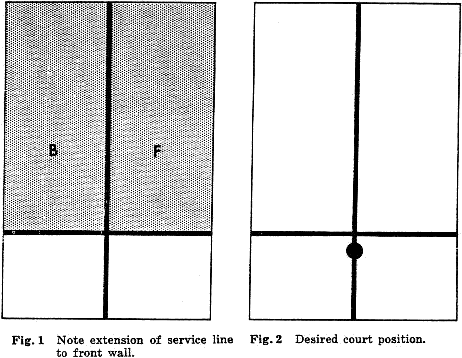 B F
Fig. 1 Note extension of service line
to front wall.
Fig. 2 Desired court position.